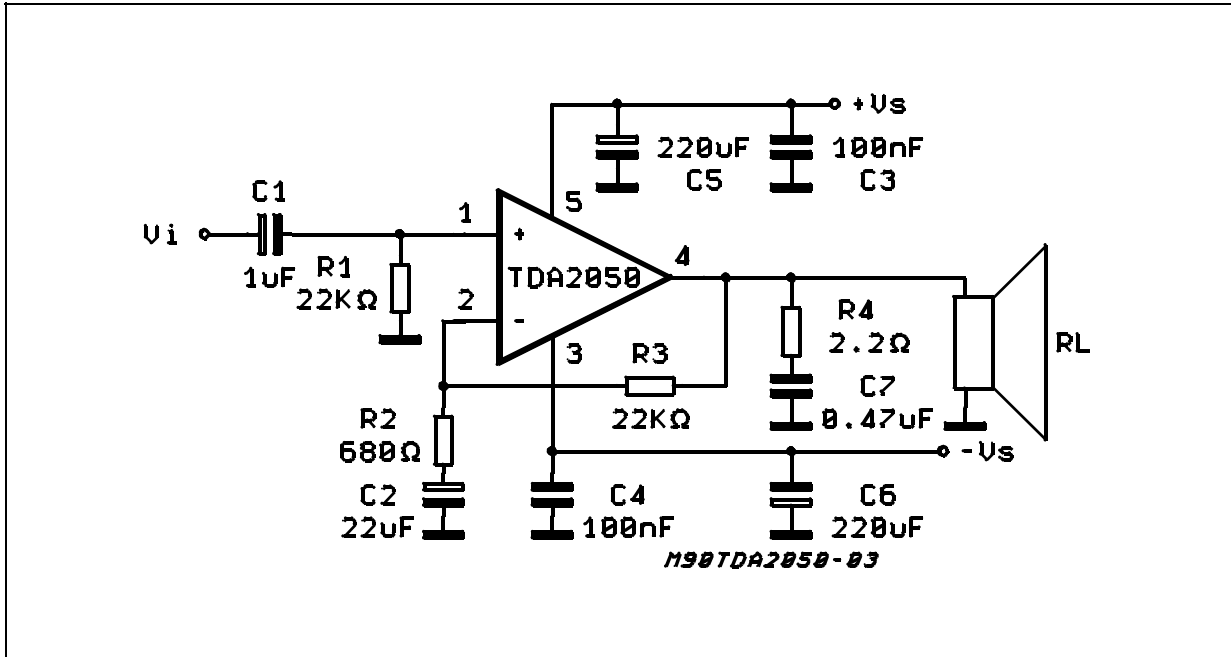 +Vs
220uF
C5
100nF
C3
C1
Vi
1uF
R1
22KΩ
1
+
5
TDA2050
4
2
-
3
R3
22KΩ
R4
2.2Ω
C7
0.47uF
RL
R2
680Ω
C2
22uF
C4
100nF
-Vs
C6
220uF
M90TDA2050-03